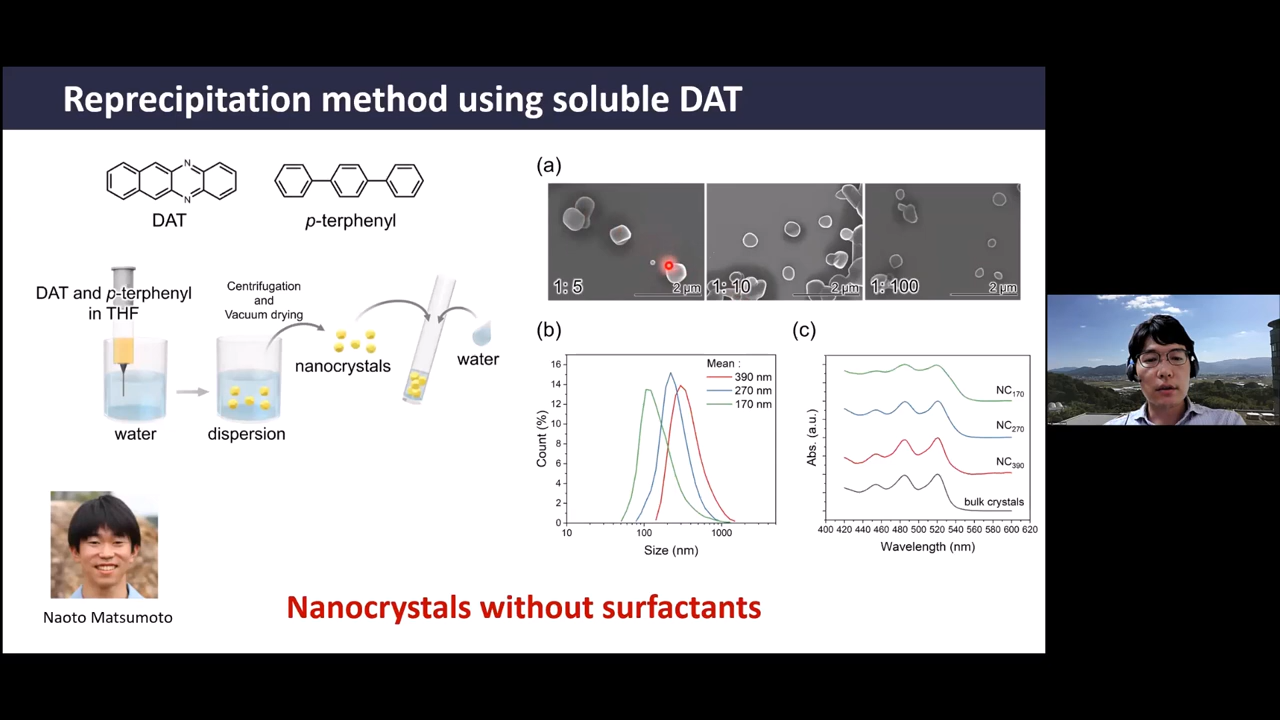 Reprecipitation method using soluble DAT
N
N
DAT
p-terphenyl
DAT and p-terphenyl
in THF
Centrifugation
and
Vacuum drying
nanocrystals
water
water
dispersion
Naoto Matsumoto
(a)
1: 5
2 µm
1: 10
2 µm
1: 100
2 µm
(b)
Mean :
390 nm
270 nm
170 nm
Count (%)
16
14
12
10
8
6
4
2
0
10
100
1000
Size (nm)
(c)
Abs. (a.u.)
NC170
NC270
NC390
bulk crystals
400 420 440 460 480 500 520 540 560 580 600 620
Wavelength (nm)
Nanocrystals without surfactants